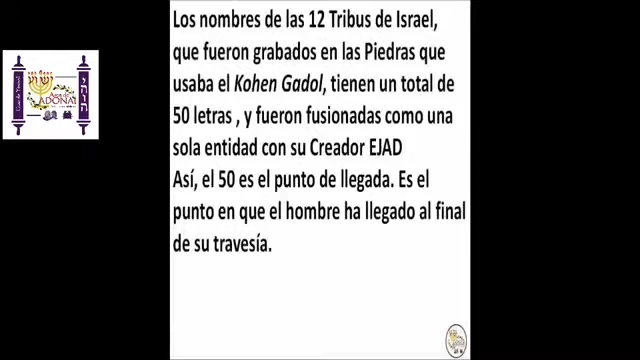 Los nombres de las 12 Tribus de Israel,
que fueron grabados en las Piedras que
usaba el Kohen Gadol, tienen un total de
50 letras , y fueron fusionadas como una
sola entidad con su Creador EJAD
Así, el 50 es el punto de llegada. Es el
punto en que el hombre ha llegado al final
de su travesía.
ADONAI